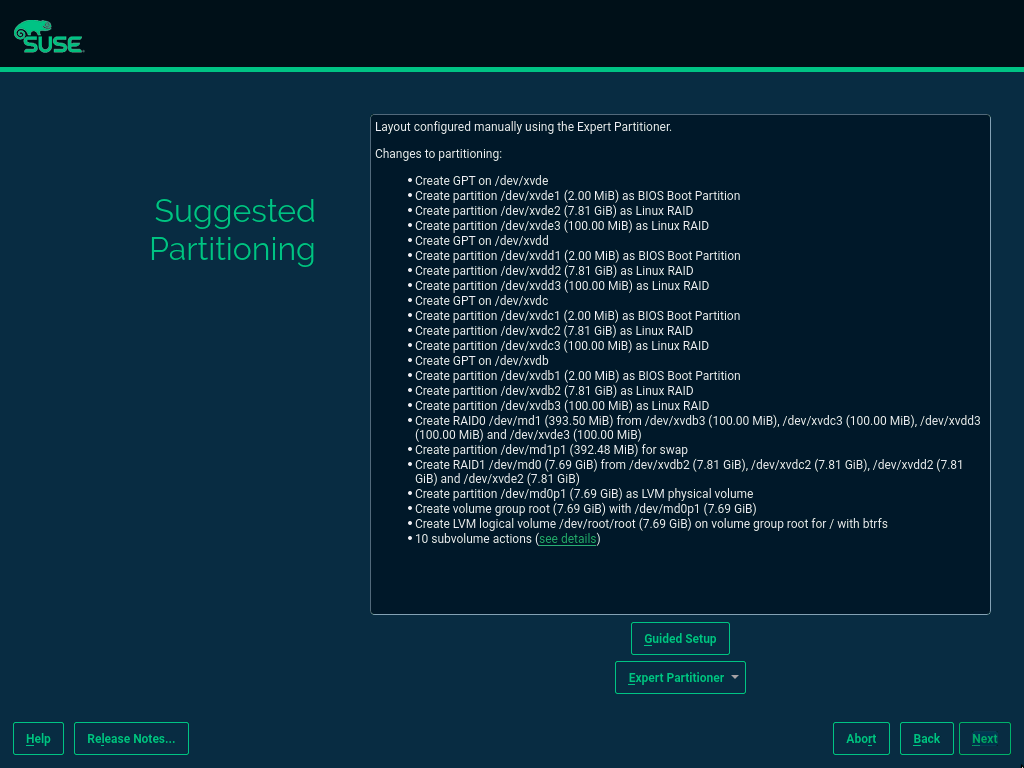 SUSE
Suggested
Partitioning
Layout configured manually using the Expert Partitioner.
Changes to partitioning:
• Create GPT on /dev/xvde
• Create partition /dev/xvde1 (2.00 MiB) as BIOS Boot Partition
• Create partition /dev/xvde2 (7.81 GiB) as Linux RAID
• Create partition /dev/xvde3 (100.00 MiB) as Linux RAID
• Create GPT on /dev/xvdd
• Create partition /dev/xvdd1 (2.00 MiB) as BIOS Boot Partition
• Create partition /dev/xvdd2 (7.81 GiB) as Linux RAID
• Create partition /dev/xvdd3 (100.00 MiB) as Linux RAID
• Create GPT on /dev/xvdc
• Create partition /dev/xvdc1 (2.00 MiB) as BIOS Boot Partition
• Create partition /dev/xvdc2 (7.81 GiB) as Linux RAID
• Create partition /dev/xvdc3 (100.00 MiB) as Linux RAID
• Create GPT on /dev/xvdb
• Create partition /dev/xvdb1 (2.00 MiB) as BIOS Boot Partition
• Create partition /dev/xvdb2 (7.81 GiB) as Linux RAID
• Create partition /dev/xvdb3 (100.00 MiB) as Linux RAID
• Create RAID0 /dev/md1 (393.50 MiB) from /dev/xvdb3 (100.00 MiB), /dev/xvdc3 (100.00 MiB), /dev/xvdd3
(100.00 MiB) and /dev/xvde3 (100.00 MiB)
• Create partition /dev/md1p1 (392.48 MiB) for swap
• Create RAID1 /dev/md0 (7.69 GiB) from /dev/xvdb2 (7.81 GiB), /dev/xvdc2 (7.81 GiB), /dev/xvdd2 (7.81
GiB) and /dev/xvde2 (7.81 GiB)
• Create partition /dev/md0p1 (7.69 GiB) as LVM physical volume
• Create volume group root (7.69 GiB) with /dev/md0p1 (7.69 GiB)
• Create LVM logical volume /dev/root/root (7.69 GiB) on volume group root for / with btrfs
• 10 subvolume actions (see details)
Guided Setup
Expert Partitioner
Help
Release Notes...
Abort
Back
Next